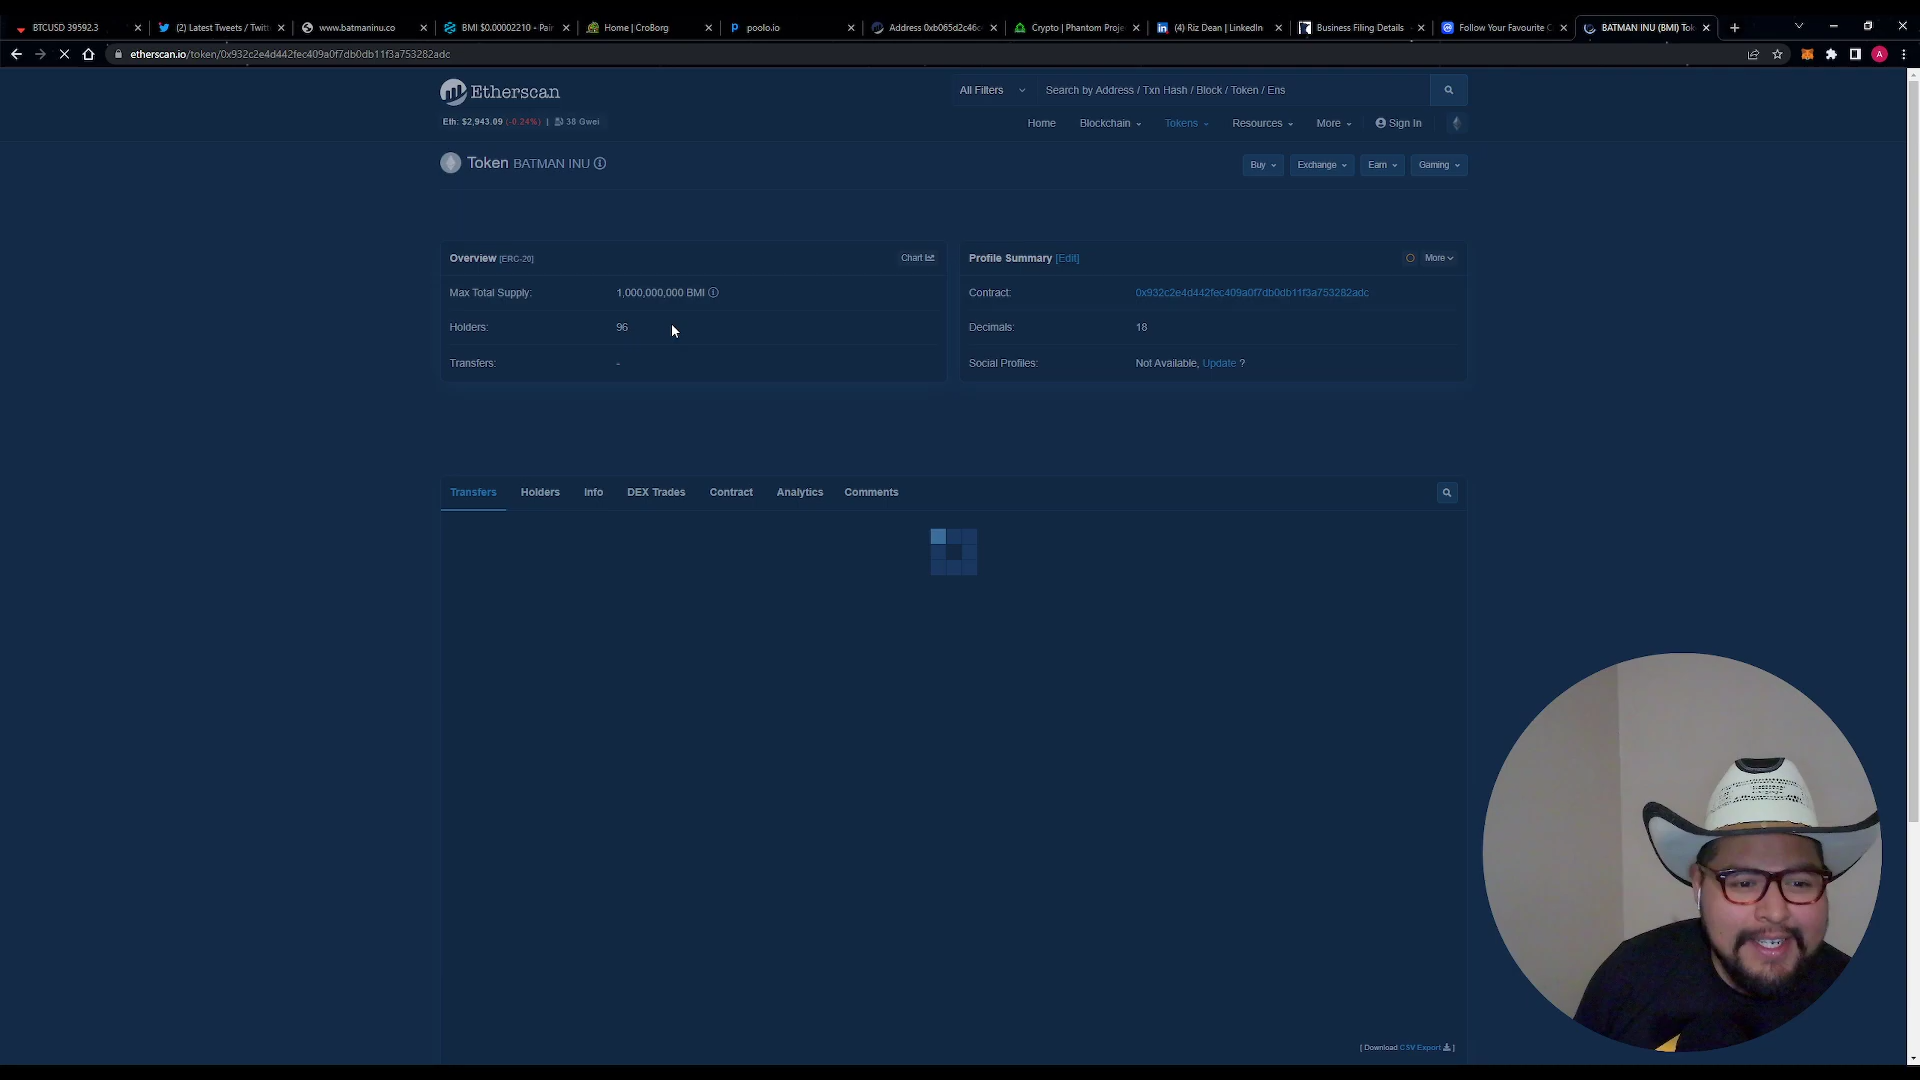 BTCUSD 39592.3
(2) Latest Tweets / Twitt
www.batmaninu.co
BMI $0.00002210 - Pair
Home | CroBorg
poolo.io
Address 0xb065d2c46c
Crypto | Phantom Proje
(4) Riz Dean | LinkedIn
Business Filing Details
Follow Your Favourite C
BATMAN INU (BMI) Tok
etherscan.io/token/0x932c2e4d442fec409a0f7db0db11f3a753282adc
A
Etherscan
All Filters
Search by Address / Txn Hash / Block / Token / Ens
Eth: $2,943.09 (-0.24%) | 38 Gwei
Home
Blockchain
Tokens
Resources
More
Sign In
Token BATMAN INU
Buy
Exchange
Earn
Gaming
Overview [ERC-20]
Chart
Max Total Supply: 1,000,000,000 BMI
Holders: 96
Transfers: -
Profile Summary [Edit]
More
Contract: 0x932c2e4d442fec409a0f7db0db11f3a753282adc
Decimals: 18
Social Profiles: Not Available, Update ?
Transfers
Holders
Info
DEX Trades
Contract
Analytics
Comments
[ Download CSV Export ]